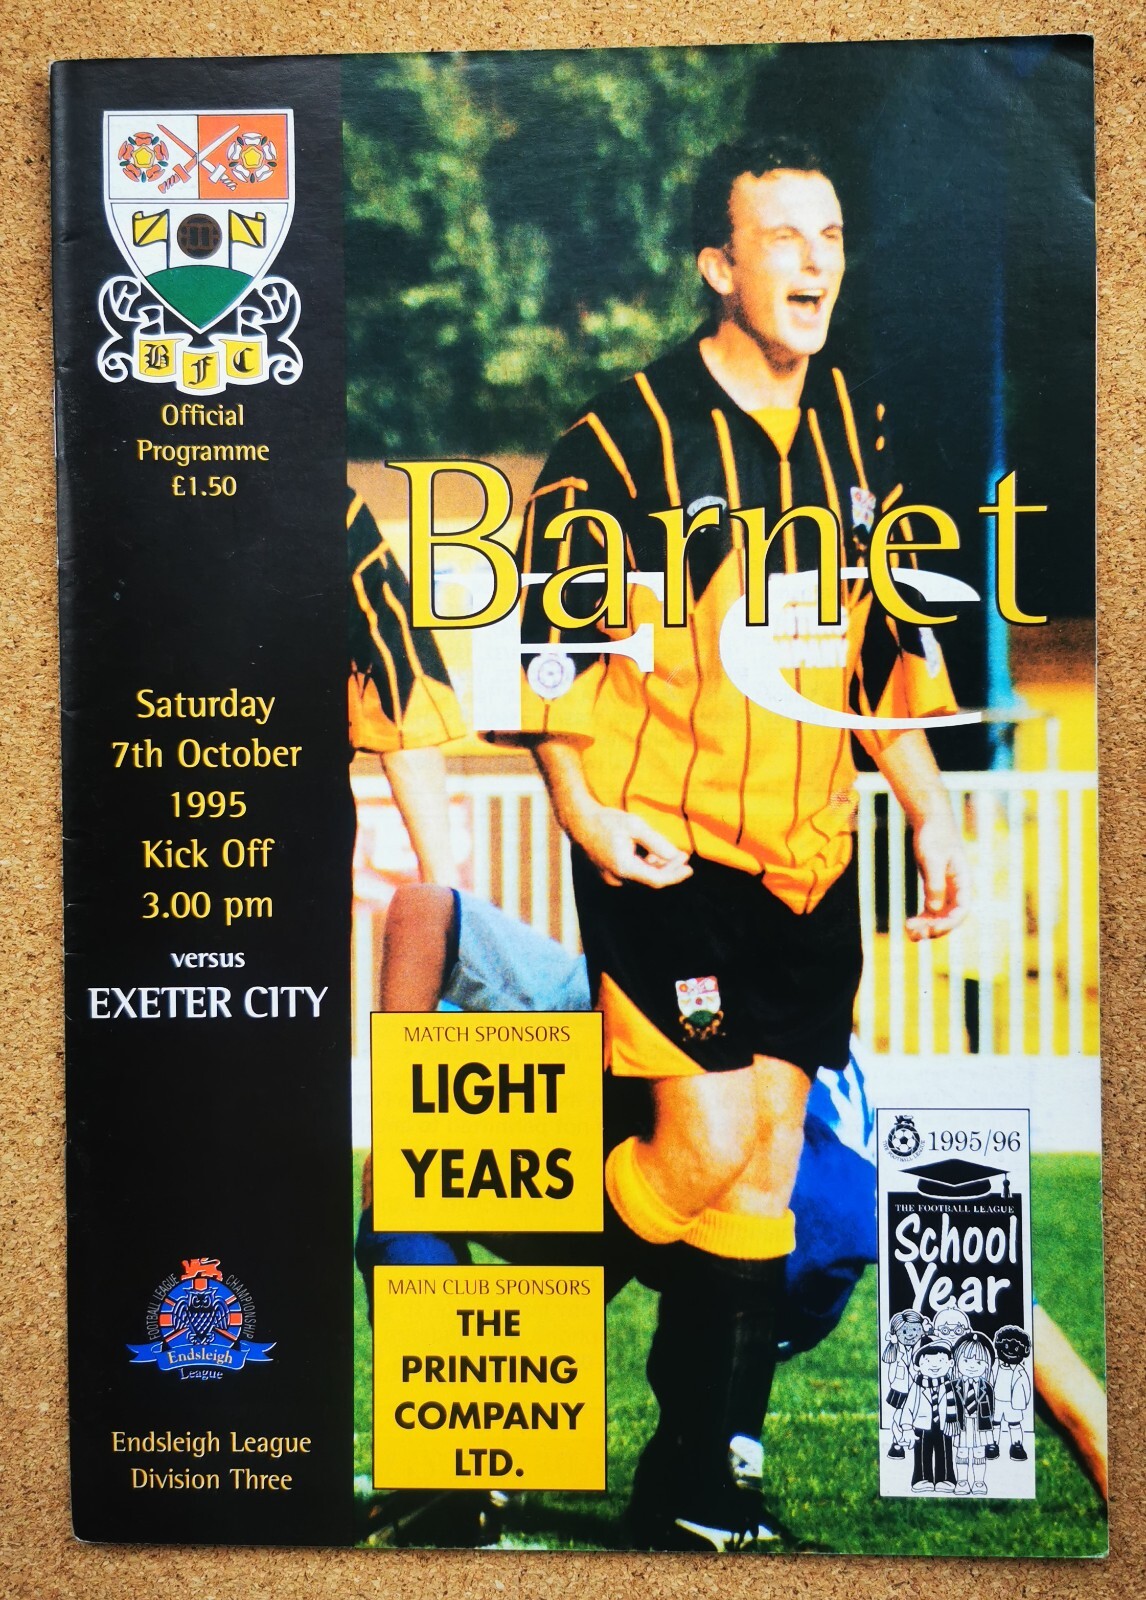 B F C
Official
Programme
£1.50
Barnet
FC
Saturday
7th October
1995
Kick Off
3.00 pm
versus
EXETER CITY
MATCH SPONSORS
LIGHT
YEARS
MAIN CLUB SPONSORS
THE
PRINTING
COMPANY
LTD.
1995/96
THE FOOTBALL LEAGUE
School
Year
FOOTBALL LEAGUE CHAMPIONSHIP
Endsleigh
League
Endsleigh League
Division Three